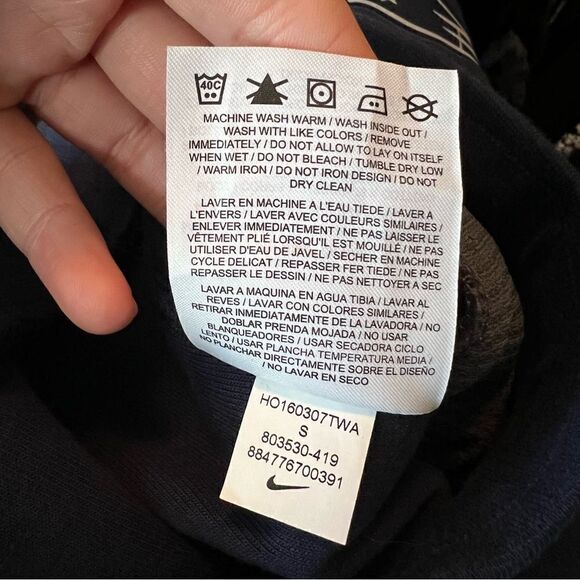 40C
MACHINE WASH WARM / WASH INSIDE OUT /
WASH WITH LIKE COLORS / REMOVE
IMMEDIATELY / DO NOT ALLOW TO LAY ON ITSELF
WHEN WET / DO NOT BLEACH / TUMBLE DRY LOW
/ WARM IRON / DO NOT IRON DESIGN / DO NOT
DRY CLEAN
LAVER EN MACHINE A L'EAU TIEDE / LAVER A
L'ENVERS / LAVER AVEC COULEURS SIMILAIRES /
ENLEVER IMMEDIATEMENT / NE PAS LAISSER LE
VÊTEMENT PLIÉ LORSQU'IL EST MOUILLÉ / NE PAS
UTILISER D'EAU DE JAVEL / SECHER EN MACHINE
CYCLE DELICAT / REPASSER FER TIEDE / NE PAS
REPASSER LE DESSIN / NE PAS NETTOYER A SEC
LAVAR A MAQUINA EN AGUA TIBIA / LAVAR AL
REVES / LAVAR CON COLORES SIMILARES /
RETIRAR INMEDIATAMENTE DE LA LAVADORA / NO
DOBLAR PRENDA MOJADA / NO USAR
BLANQUEADORES / USAR SECADORA CICLO
LENTO / USAR PLANCHA TEMPERATURA MEDIA /
NO PLANCHAR DIRECTAMENTE SOBRE EL DISEÑO
/ NO LAVAR EN SECO
HO160307TWA
S
803530-419
884776700391